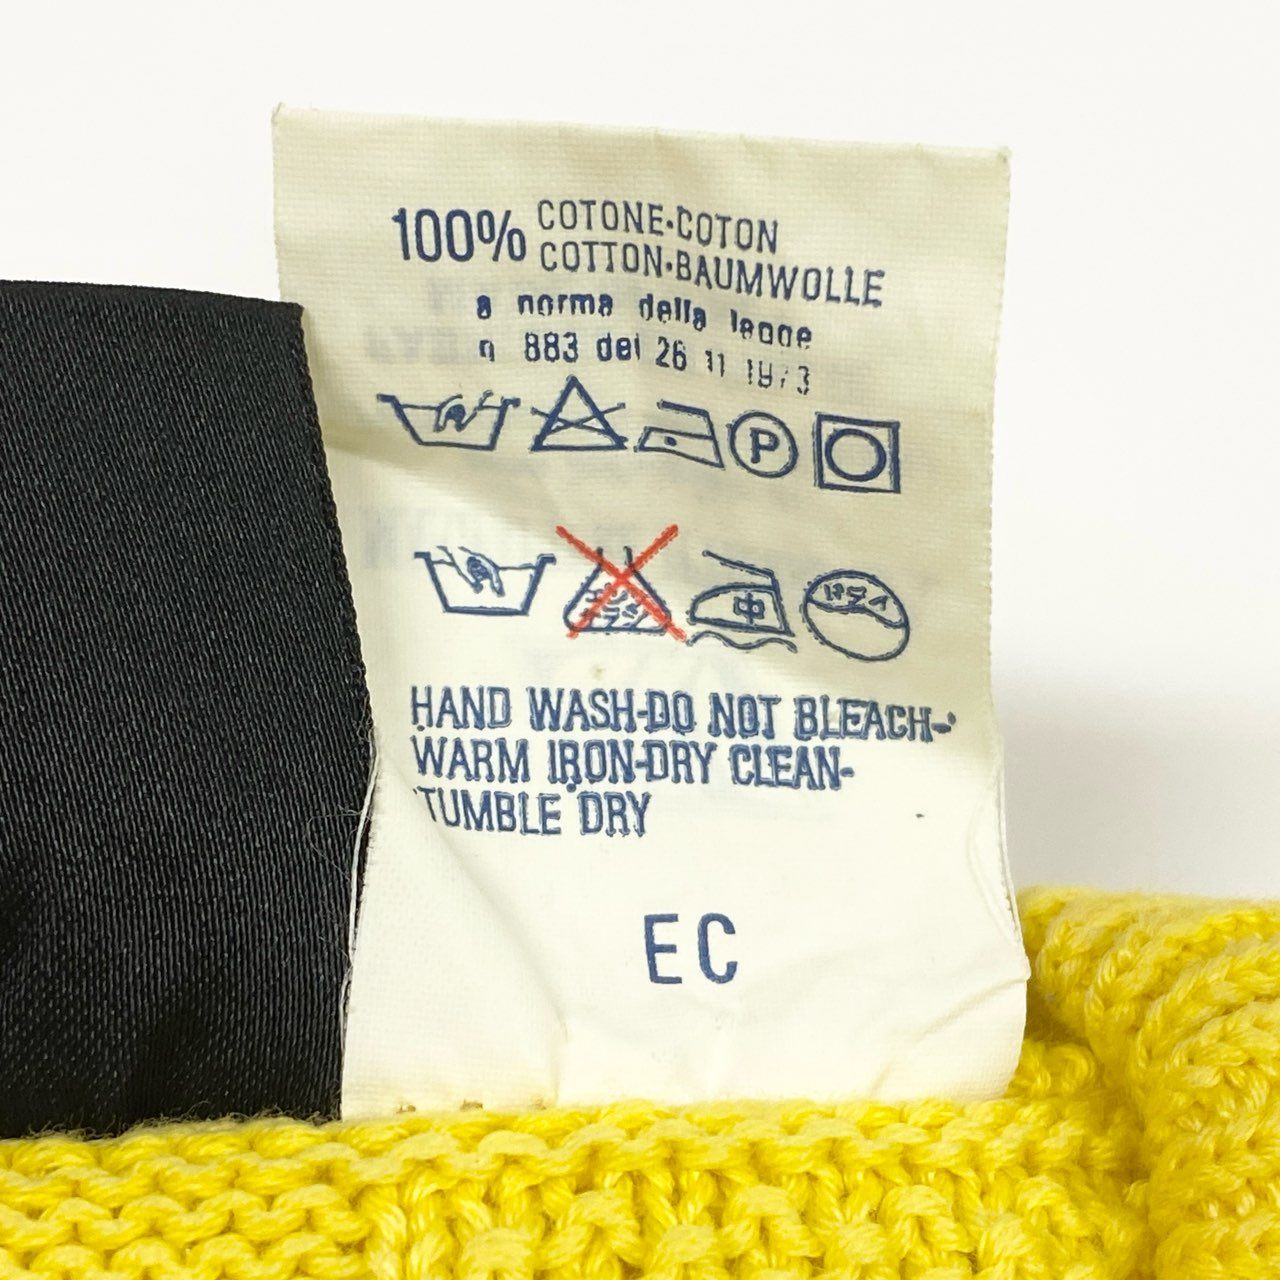 100% COTONE·COTON
COTTON·BAUMWOLLE
a norma della legge
n 883 del 26 11 1973
P
中
HAND WASH-DO NOT BLEACH-
WARM IRON-DRY CLEAN-
TUMBLE DRY
EC